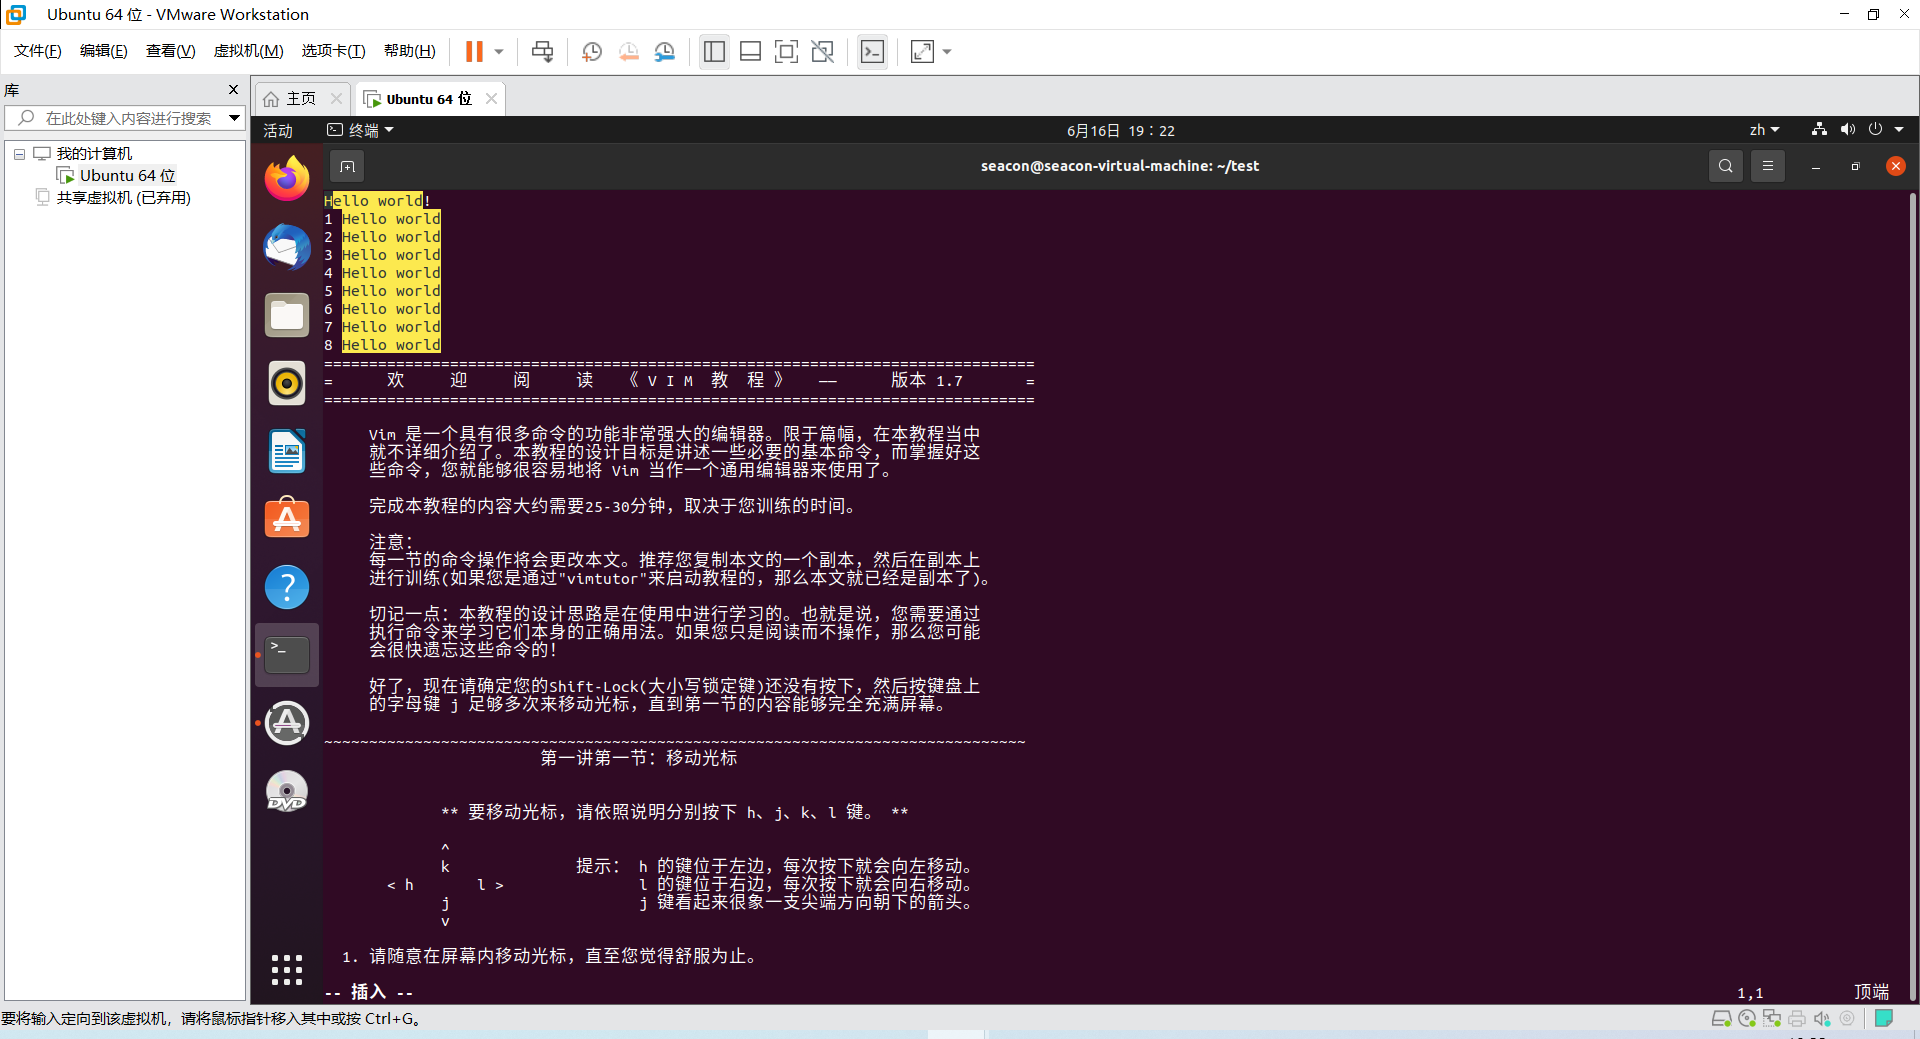 Ubuntu 64 位 - VMware Workstation
文件(F) 编辑(E) 查看(V) 虚拟机(M) 选项卡(T) 帮助(H)
库
在此处键入内容进行搜索
我的计算机
Ubuntu 64 位
共享虚拟机 (已弃用)
主页 Ubuntu 64 位
活动 终端 6月16日 19：22 zh
seacon@seacon-virtual-machine: ~/test
Hello world!
1 Hello world
2 Hello world
3 Hello world
4 Hello world
5 Hello world
6 Hello world
7 Hello world
8 Hello world
===============================================================================
= 欢 迎 阅 读 《 V I M 教 程 》 —— 版本 1.7 =
===============================================================================
Vim 是一个具有很多命令的功能非常强大的编辑器。限于篇幅，在本教程当中
就不详细介绍了。本教程的设计目标是讲述一些必要的基本命令，而掌握好这
些命令，您就能够很容易地将 Vim 当作一个通用编辑器来使用了。
完成本教程的内容大约需要25-30分钟，取决于您训练的时间。
注意：
每一节的命令操作将会更改本文。推荐您复制本文的一个副本，然后在副本上
进行训练(如果您是通过"vimtutor"来启动教程的，那么本文就已经是副本了)。
切记一点：本教程的设计思路是在使用中进行学习的。也就是说，您需要通过
执行命令来学习它们本身的正确用法。如果您只是阅读而不操作，那么您可能
会很快遗忘这些命令的！
好了，现在请确定您的Shift-Lock(大小写锁定键)还没有按下，然后按键盘上
的字母键 j 足够多次来移动光标，直到第一节的内容能够完全充满屏幕。
~~~~~~~~~~~~~~~~~~~~~~~~~~~~~~~~~~~~~~~~~~~~~~~~~~~~~~~~~~~~~~~~~~~~~~~~~~~~~~
第一讲第一节：移动光标
** 要移动光标，请依照说明分别按下 h、j、k、l 键。 **
^
k 提示： h 的键位于左边，每次按下就会向左移动。
< h l > l 的键位于右边，每次按下就会向右移动。
j j 键看起来很象一支尖端方向朝下的箭头。
v
1. 请随意在屏幕内移动光标，直至您觉得舒服为止。
-- 插入 -- 1,1 顶端
DVD
要将输入定向到该虚拟机，请将鼠标指针移入其中或按 Ctrl+G。